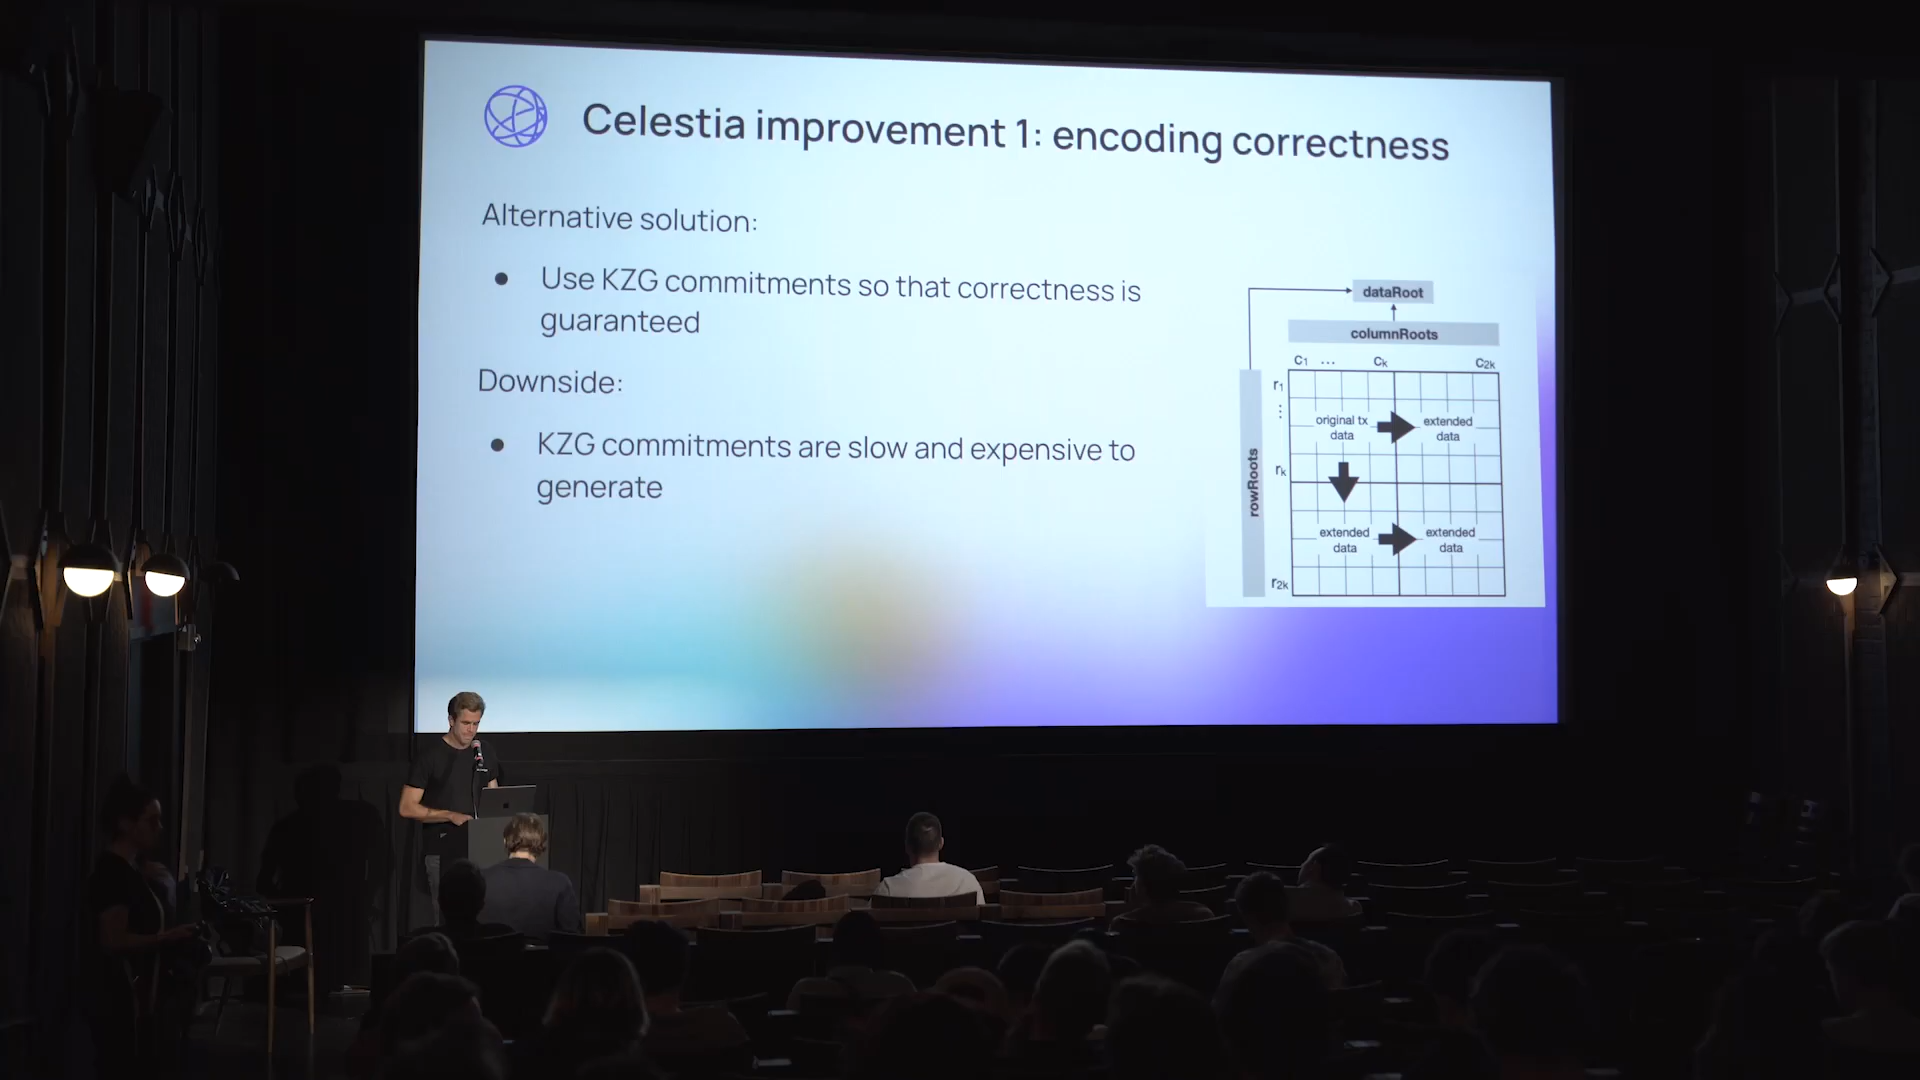 Celestia improvement 1: encoding correctness
Alternative solution:
● Use KZG commitments so that correctness is
guaranteed
Downside:
● KZG commitments are slow and expensive to
generate
dataRoot
columnRoots
c1 ... ck c2k
r1
⋮
rk
r2k
rowRoots
original tx
data
extended
data
extended
data
extended
data